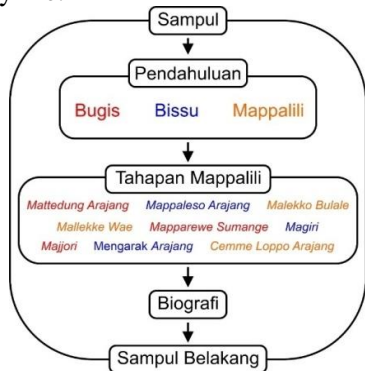 Sampul
Pendahuluan
Bugis Bissu Mappalili
Tahapan Mappalili
Mattedung Arajang Mappaleso Arajang Malekko Bulale
Mallekke Wae Mapparewe Sumange Magiri
Majjori Mengarak Arajang Cemme Loppo Arajang
Biografi
Sampul Belakang